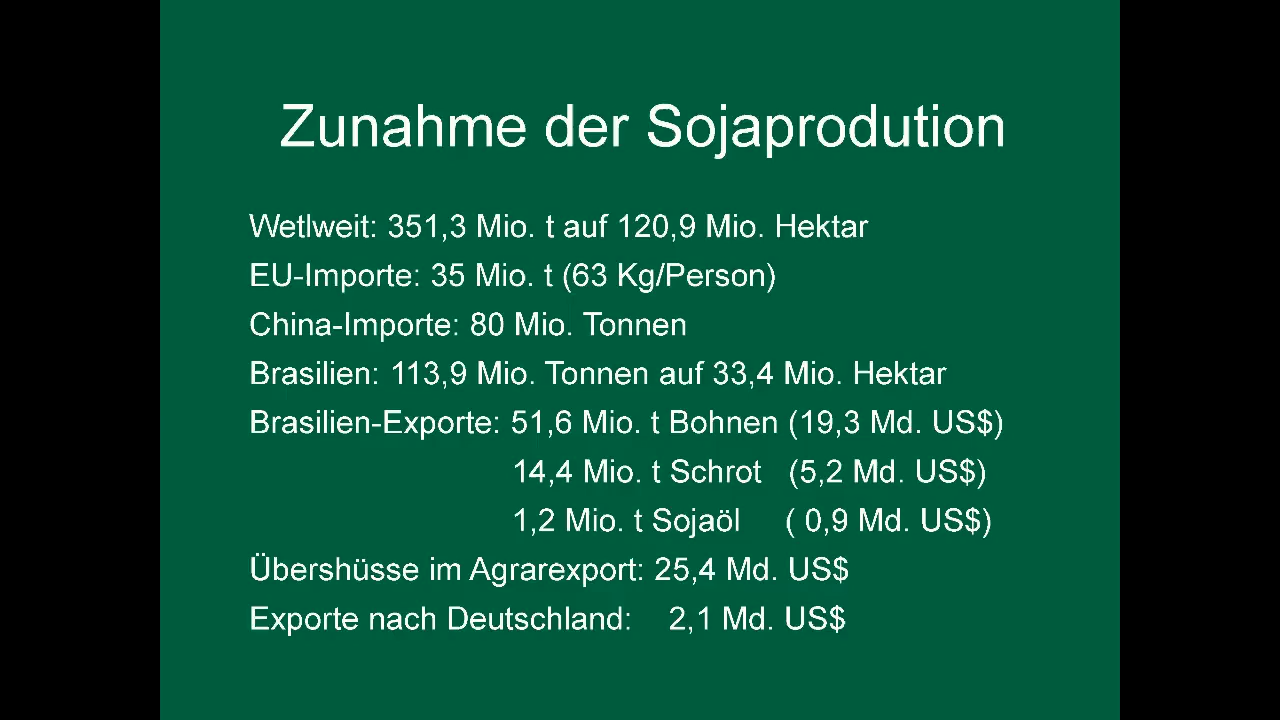 Zunahme der Sojaprodution
Wetlweit: 351,3 Mio. t auf 120,9 Mio. Hektar
EU-Importe: 35 Mio. t (63 Kg/Person)
China-Importe: 80 Mio. Tonnen
Brasilien: 113,9 Mio. Tonnen auf 33,4 Mio. Hektar
Brasilien-Exporte: 51,6 Mio. t Bohnen (19,3 Md. US$)
14,4 Mio. t Schrot (5,2 Md. US$)
1,2 Mio. t Sojaöl ( 0,9 Md. US$)
Übershüsse im Agrarexport: 25,4 Md. US$
Exporte nach Deutschland: 2,1 Md. US$